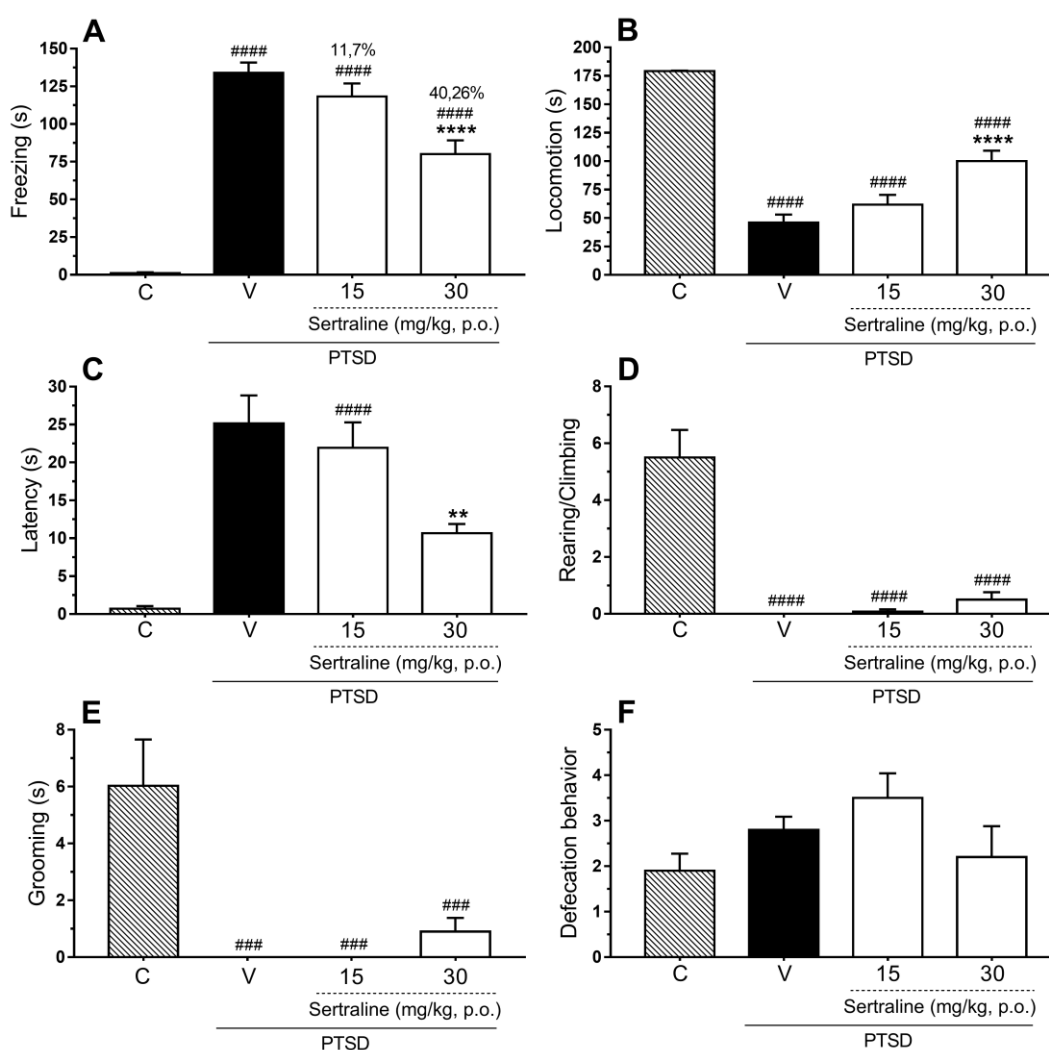 A
Freezing (s)
150
125
100
75
50
25
0
####
11,7%
####
40,26%
####
****
C V 15 30
Sertraline (mg/kg, p.o.)
PTSD
B
Locomotion (s)
200
175
150
125
100
75
50
25
0
####
####
####
****
C V 15 30
Sertraline (mg/kg, p.o.)
PTSD
C
Latency (s)
30
25
20
15
10
5
0
####
**
C V 15 30
Sertraline (mg/kg, p.o.)
PTSD
D
Rearing/Climbing
8
6
4
2
0
####
####
####
C V 15 30
Sertraline (mg/kg, p.o.)
PTSD
E
Grooming (s)
8
6
4
2
0
###
###
###
C V 15 30
Sertraline (mg/kg, p.o.)
PTSD
F
Defecation behavior
5
4
3
2
1
0
C V 15 30
Sertraline (mg/kg, p.o.)
PTSD